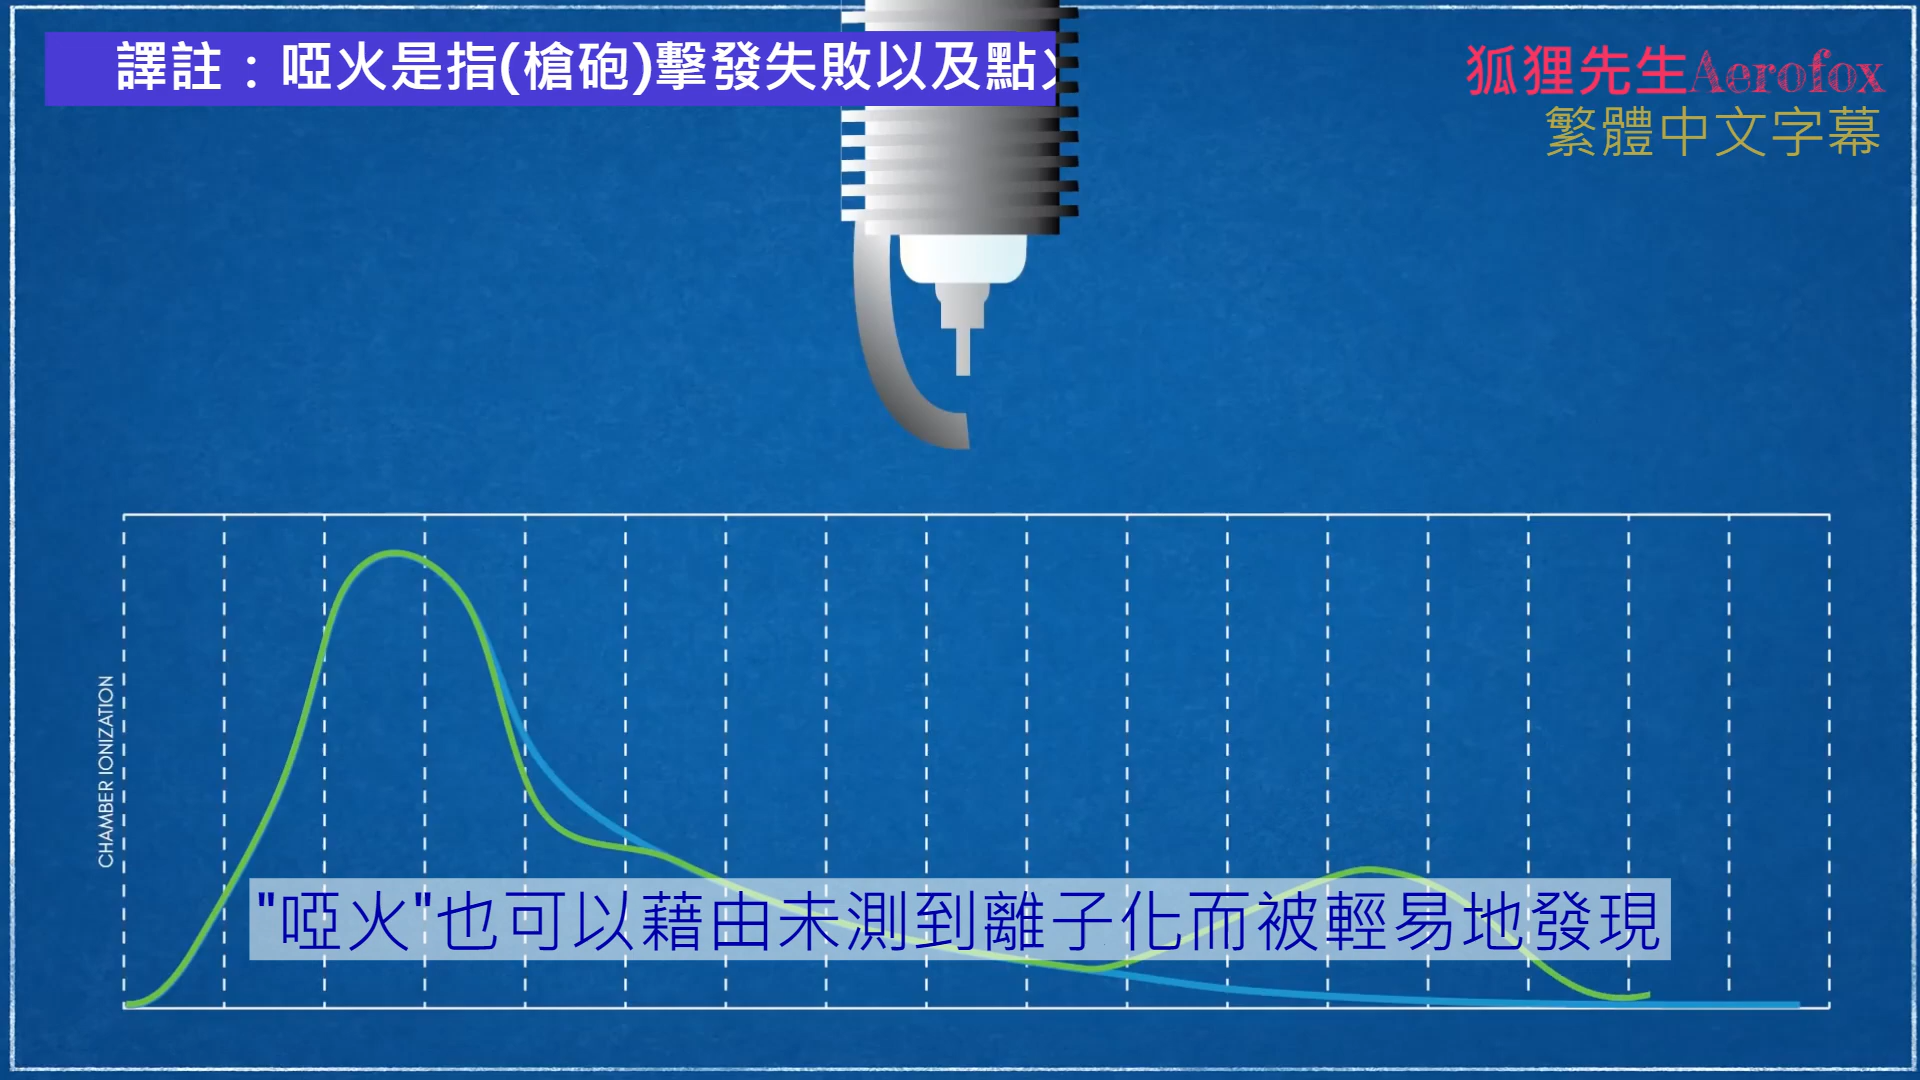 譯註：啞火是指(槍砲)擊發失敗以及點
狐狸先生Aerofox
繁體中文字幕
CHAMBER IONIZATION
"啞火"也可以藉由未測到離子化而被輕易地發現